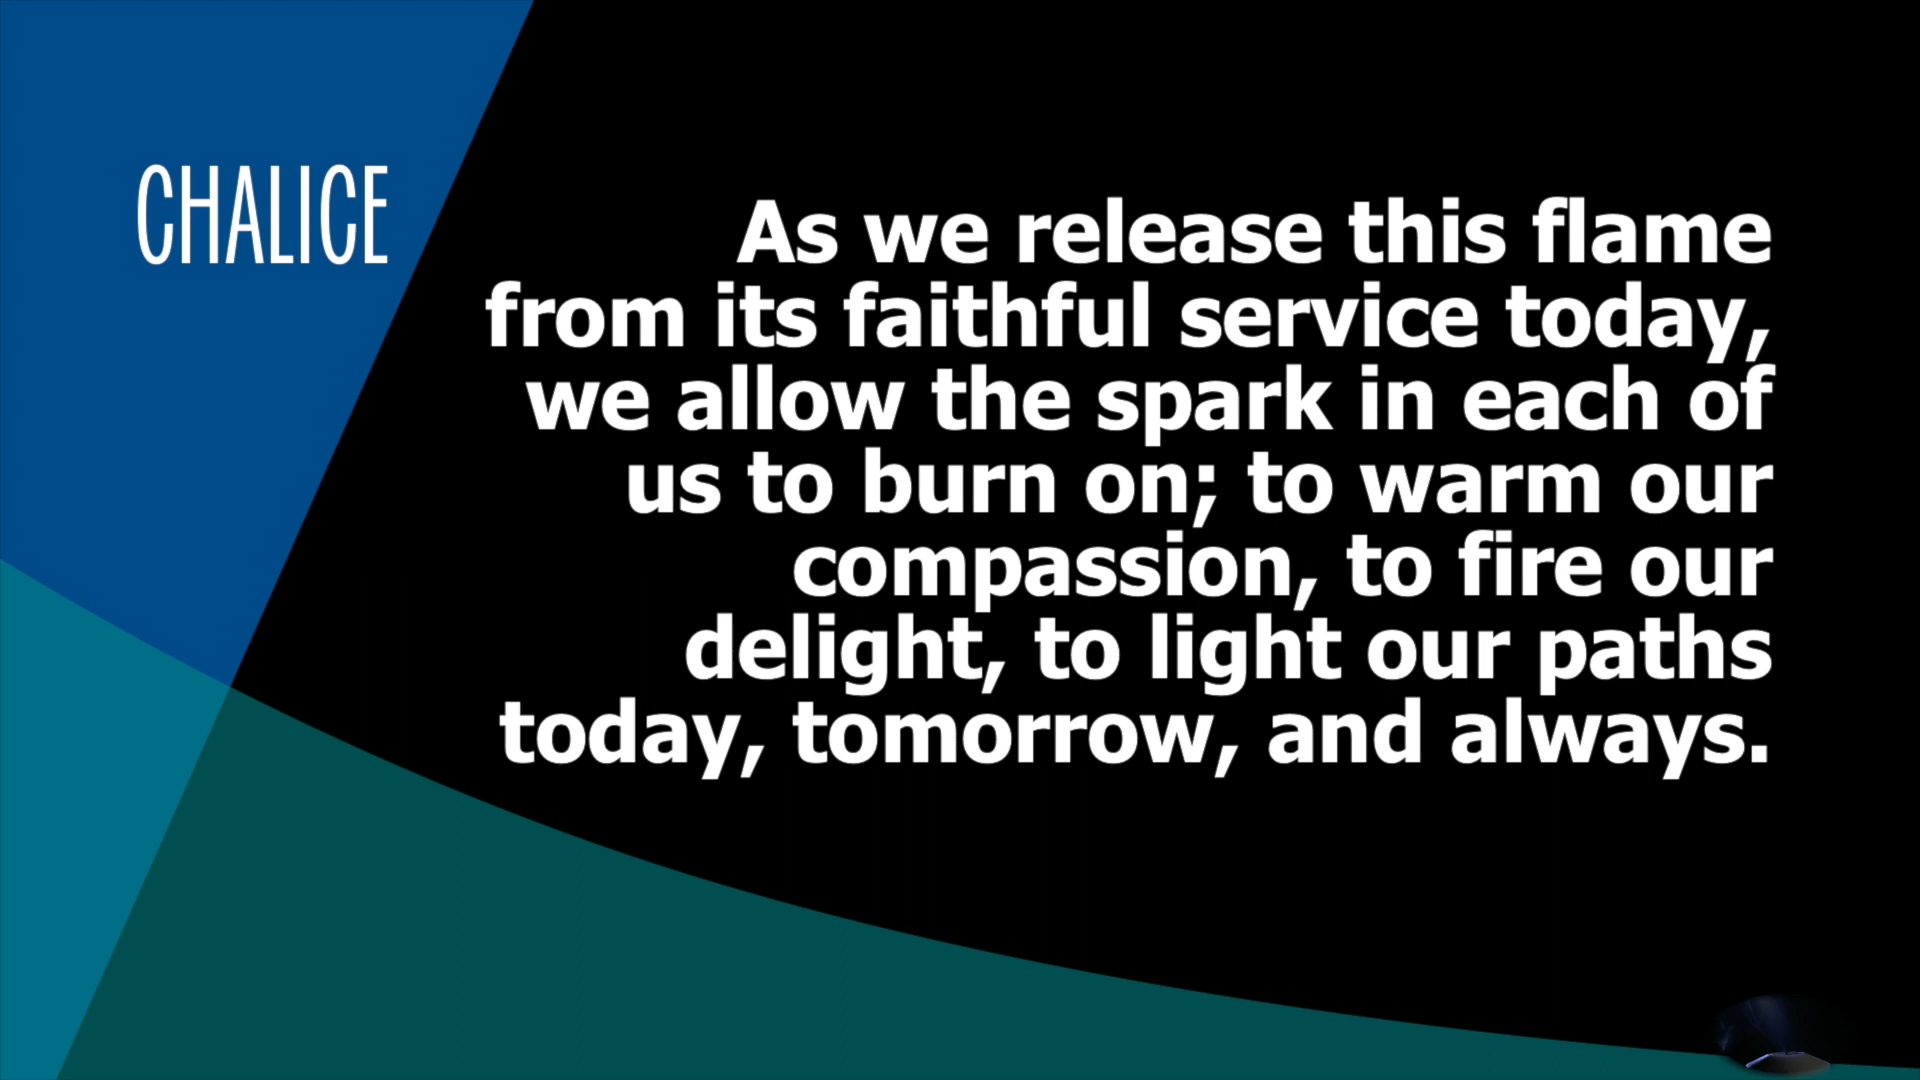 CHALICE
As we release this flame
from its faithful service today,
we allow the spark in each of
us to burn on; to warm our
compassion, to fire our
delight, to light our paths
today, tomorrow, and always.